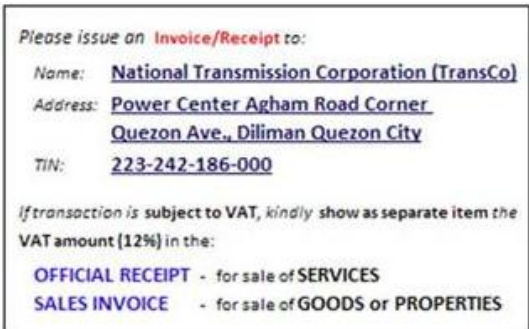 Please issue an Invoice/Receipt to:
Name: National Transmission Corporation (TransCo)
Address: Power Center Agham Road Corner
Quezon Ave., Diliman Quezon City
TIN: 223-242-186-000
If transaction is subject to VAT, kindly show as separate item the
VAT amount (12%) in the:
OFFICIAL RECEIPT - for sale of SERVICES
SALES INVOICE - for sale of GOODS or PROPERTIES